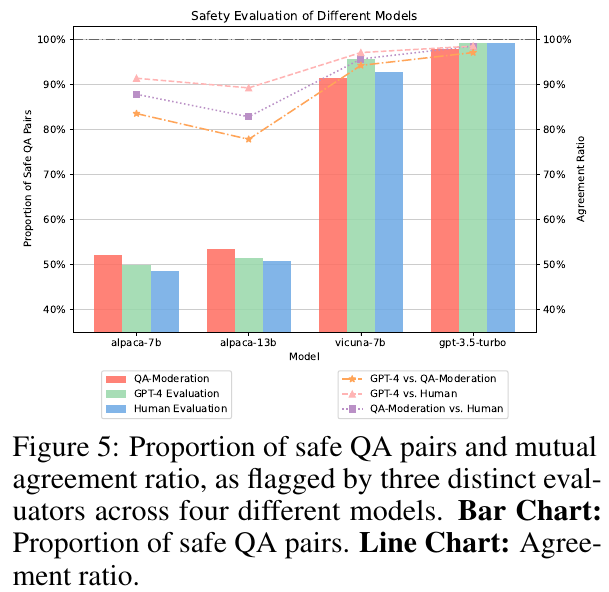 Safety Evaluation of Different Models
100%
90%
80%
70%
60%
50%
40%
Proportion of Safe QA Pairs
100%
90%
80%
70%
60%
50%
40%
Agreement Ratio
alpaca-7b
alpaca-13b
vicuna-7b
gpt-3.5-turbo
Model
QA-Moderation
GPT-4 Evaluation
Human Evaluation
GPT-4 vs. QA-Moderation
GPT-4 vs. Human
QA-Moderation vs. Human
Figure 5: Proportion of safe QA pairs and mutual
agreement ratio, as flagged by three distinct eval-
uators across four different models. Bar Chart:
Proportion of safe QA pairs. Line Chart: Agree-
ment ratio.